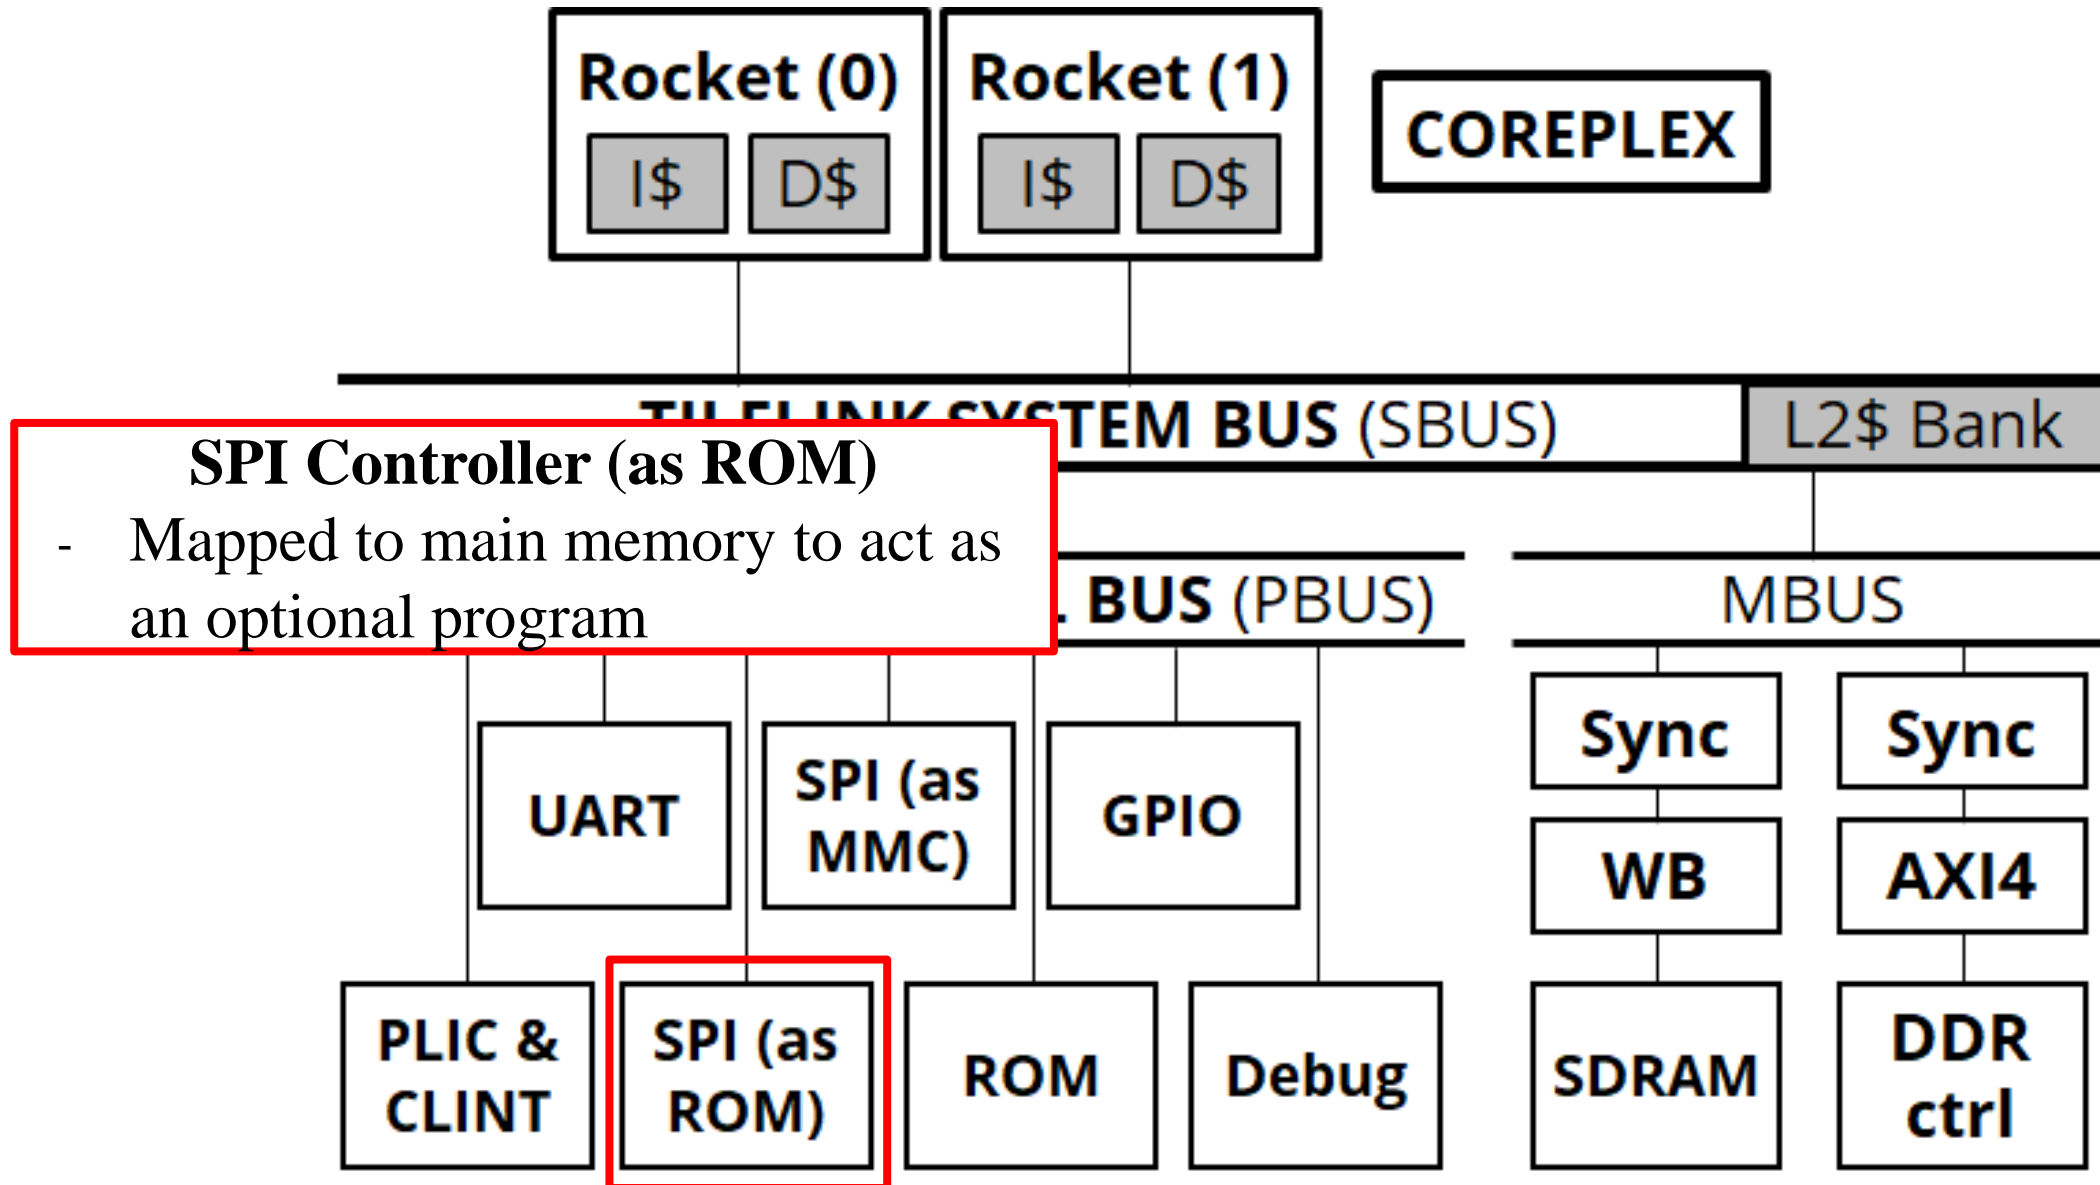 Rocket (0)
Rocket (1)
COREPLEX
I$
D$
I$
D$
SYSTEM BUS (SBUS)
L2$ Bank
SPI Controller (as ROM)
- Mapped to main memory to act as
an optional program
BUS (PBUS)
MBUS
UART
SPI (as
MMC)
GPIO
Sync
Sync
WB
AXI4
PLIC &
CLINT
SPI (as
ROM)
ROM
Debug
SDRAM
DDR
ctrl